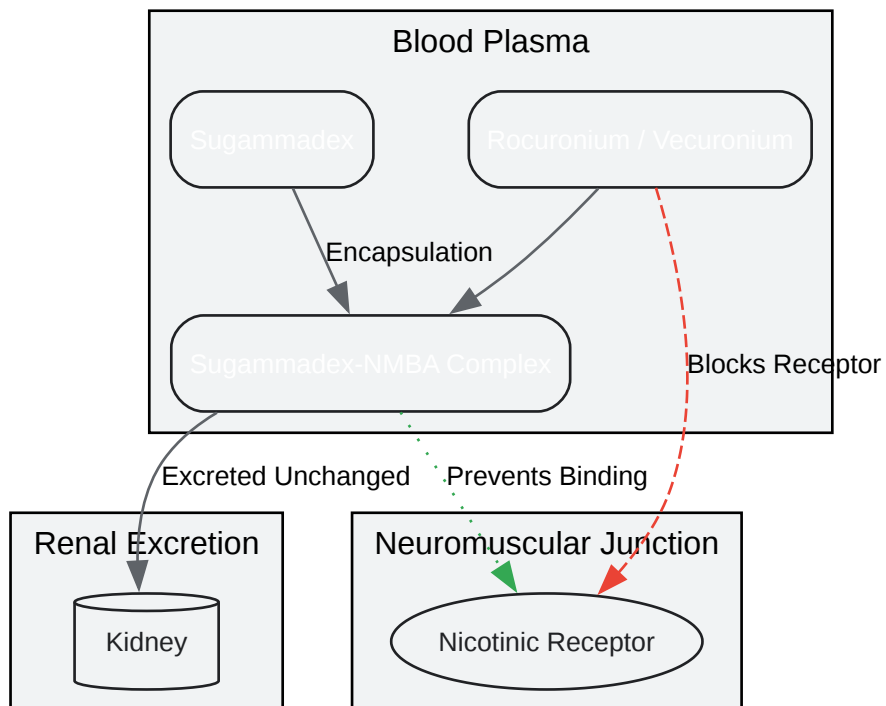 Blood Plasma
Sugammadex
Rocuronium / Vecuronium
Encapsulation
Sugammadex-NMBA Complex
Blocks Receptor
Excreted Unchanged
Prevents Binding
Renal Excretion
Neuromuscular Junction
Kidney
Nicotinic Receptor